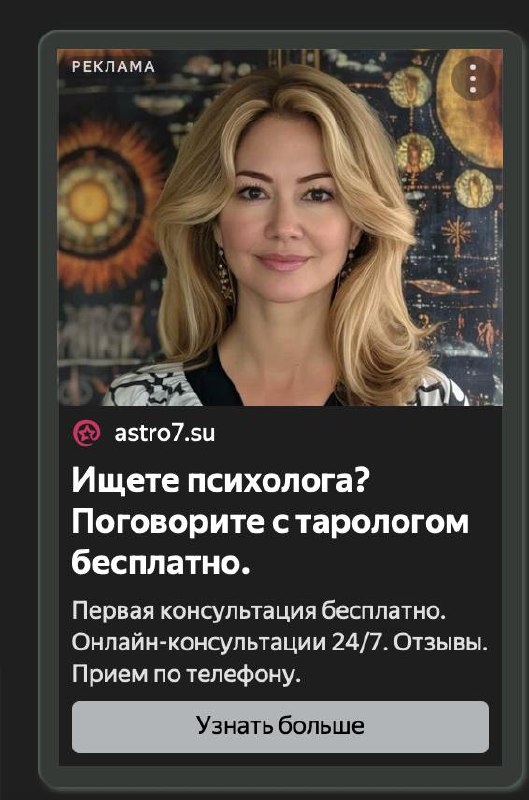 РЕКЛАМА
astro7.su
Ищете психолога?
Поговорите с тарологом
бесплатно.
Первая консультация бесплатно.
Онлайн-консультации 24/7. Отзывы.
Прием по телефону.
Узнать больше